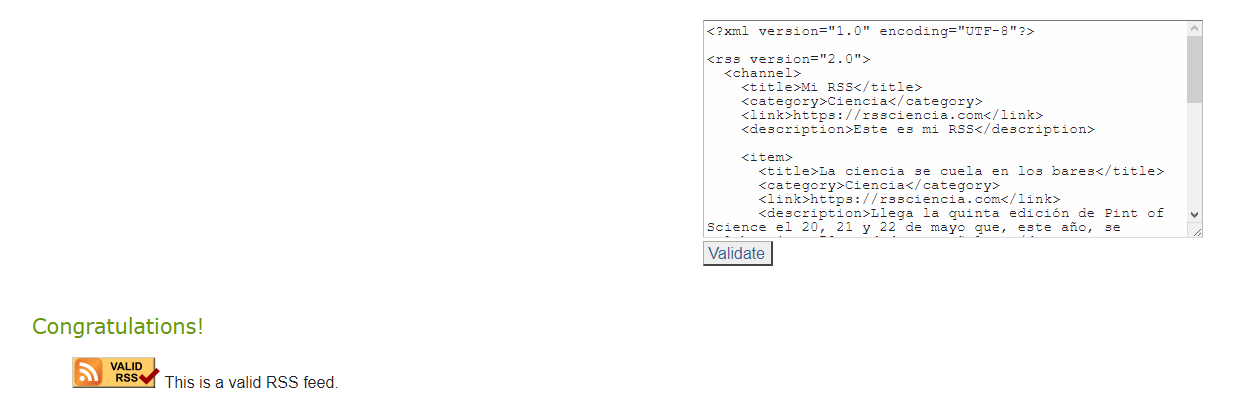 <?xml version="1.0" encoding="UTF-8"?>
<rss version="2.0">
<channel>
<title>Mi RSS</title>
<category>Ciencia</category>
<link>https://rssciencia.com</link>
<description>Este es mi RSS</description>
<item>
<title>La ciencia se cuela en los bares</title>
<category>Ciencia</category>
<link>https://rssciencia.com</link>
<description>Llega la quinta edición de Pint of
Science el 20, 21 y 22 de mayo que, este año, se
Validate
Congratulations!
VALID
RSS
This is a valid RSS feed.